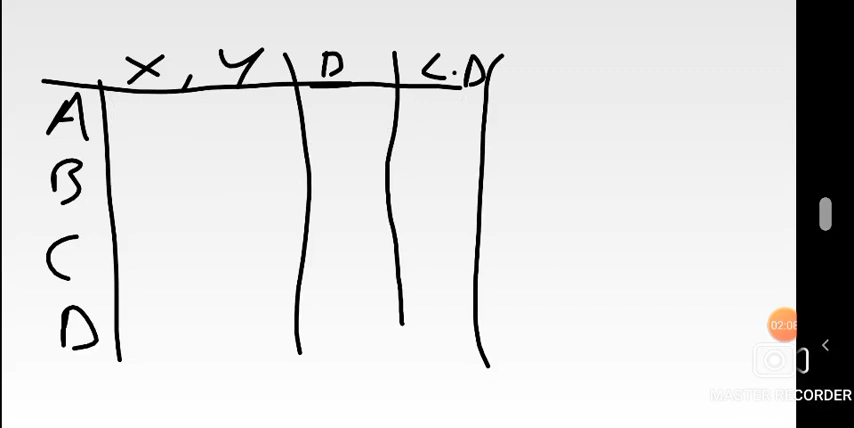 X , Y D C.D
A
B
C
D
02:08
MASTER RECORDER